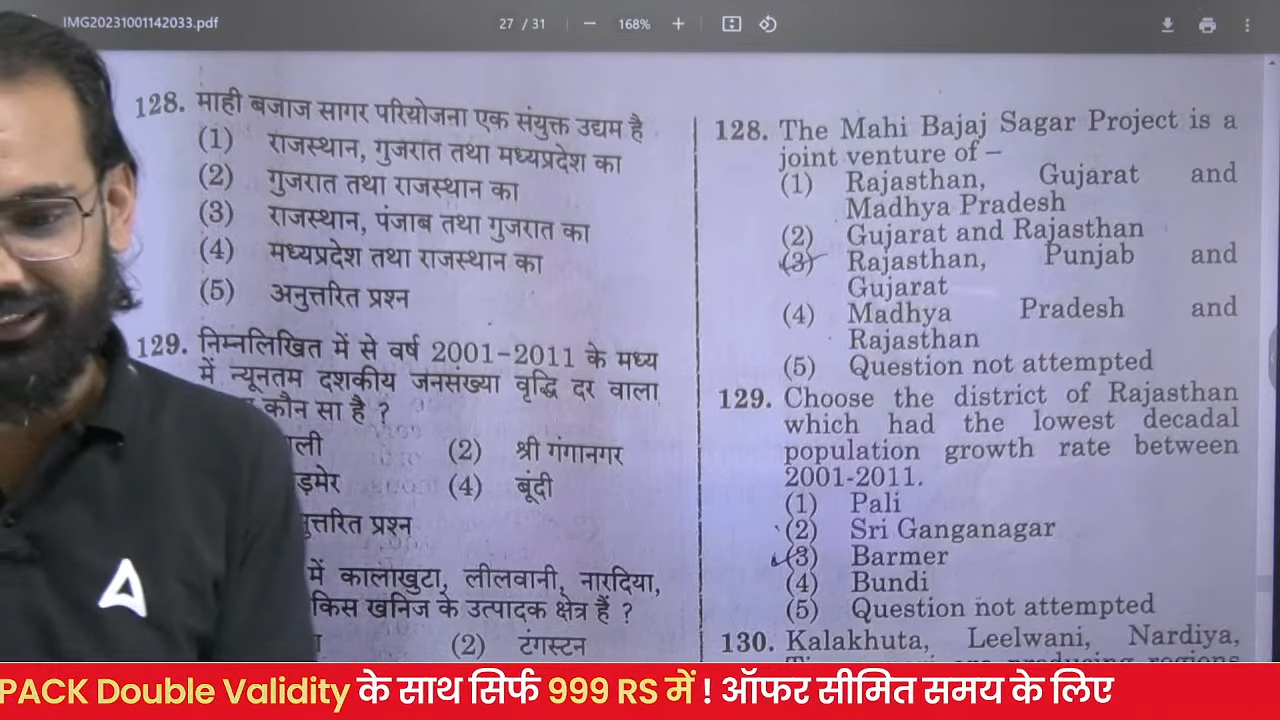 IMG20231001142033.pdf
27 / 31
168%
128. माही बजाज सागर परियोजना एक संयुक्त उद्यम है
(1) राजस्थान, गुजरात तथा मध्यप्रदेश का
(2) गुजरात तथा राजस्थान का
(3) राजस्थान, पंजाब तथा गुजरात का
(4) मध्यप्रदेश तथा राजस्थान का
(5) अनुत्तरित प्रश्न
129. निम्नलिखित में से वर्ष 2001-2011 के मध्य
में न्यूनतम दशकीय जनसंख्या वृद्धि दर वाला
कौन सा है ?
(2) श्री गंगानगर
(4) बूंदी
प्रश्न
में कालाखुटा, लीलवानी, नारदिया,
किस खनिज के उत्पादक क्षेत्र हैं ?
(2) टंगस्टन
128. The Mahi Bajaj Sagar Project is a
joint venture of –
(1) Rajasthan, Gujarat and
Madhya Pradesh
(2) Gujarat and Rajasthan
(3) Rajasthan, Punjab and
Gujarat
(4) Madhya Pradesh and
Rajasthan
(5) Question not attempted
129. Choose the district of Rajasthan
which had the lowest decadal
population growth rate between
2001-2011.
(1) Pali
(2) Sri Ganganagar
(3) Barmer
(4) Bundi
(5) Question not attempted
130. Kalakhuta, Leelwani, Nardiya,
PACK Double Validity के साथ सिर्फ 999 RS में ! ऑफर सीमित समय के लिए